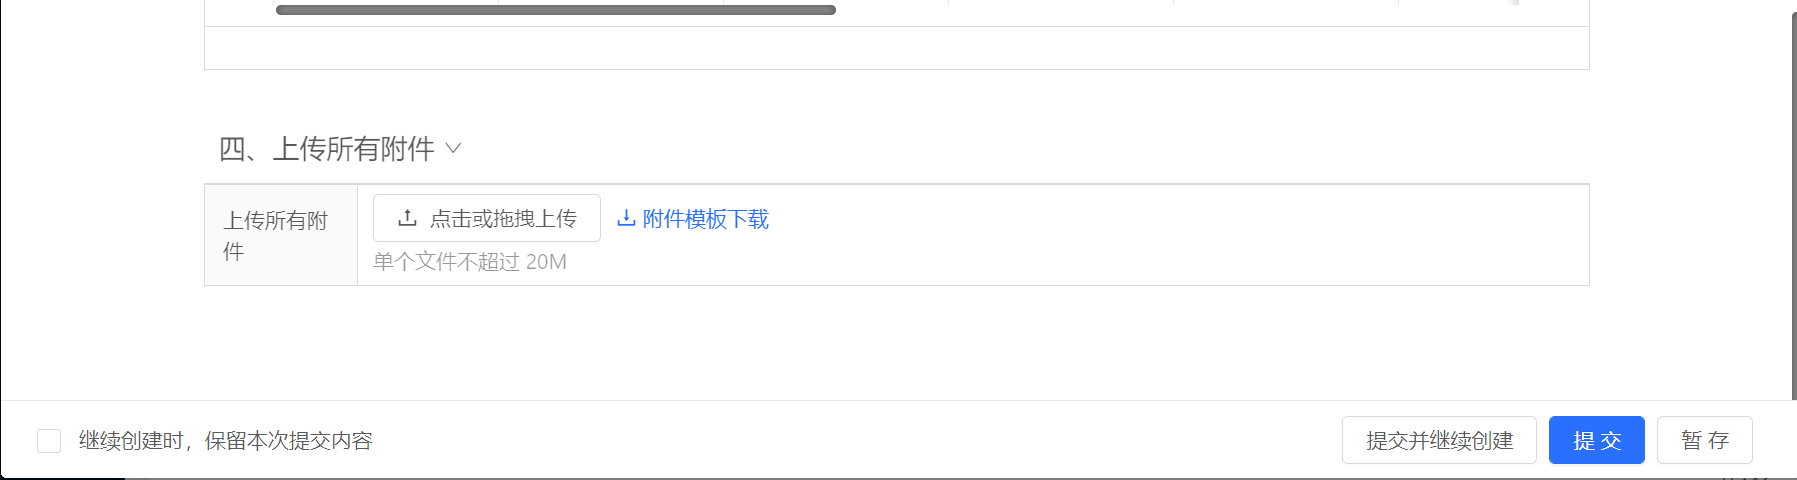 四、上传所有附件
上传所有附
件
点击或拖拽上传
附件模板下载
单个文件不超过 20M
继续创建时，保留本次提交内容
提交并继续创建
提 交
暂 存